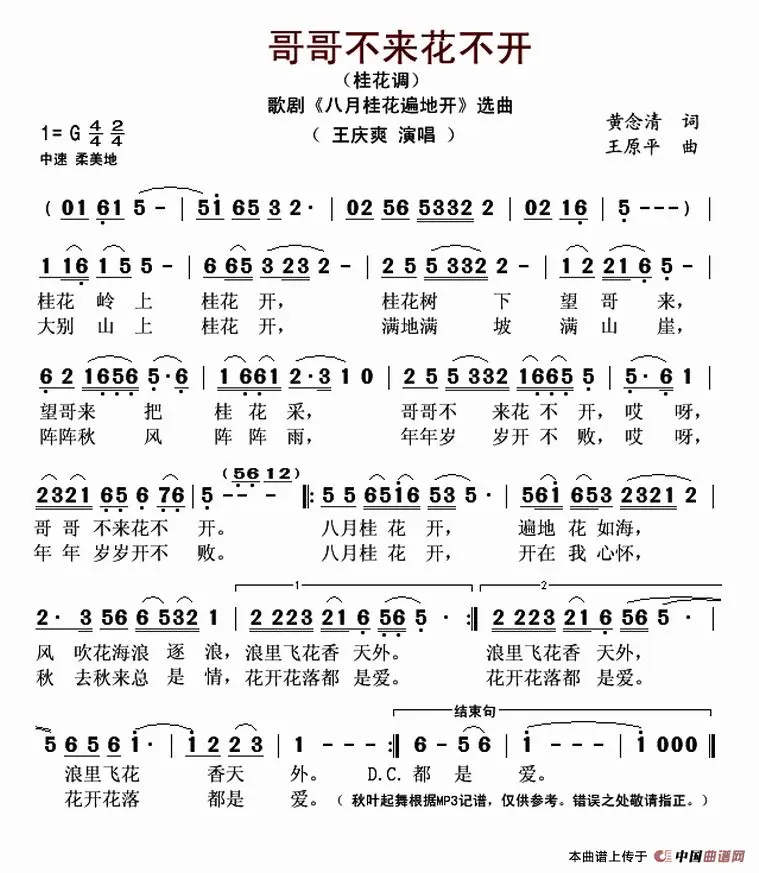 哥哥不来花不开
（桂花调）
歌剧《八月桂花遍地开》选曲
1= G 4/4 2/4
（ 王庆爽 演唱 ）
黄念清 词
王原平 曲
中速 柔美地
( 01 61 5 - | 51 65 3 2· | 02 56 5332 2 | 02 16 | 5 - - - ) |
1 16 1 5 5 - | 6 65 3 23 2 - | 2 5 5 332 2 - | 1 2 21 6 5 - |
桂花 岭 上 桂花 开， 桂花树 下 望 哥 来，
大别 山 上 桂花 开， 满地满 坡 满 山 崖，
6 2 1656 5·6 | 1 661 2·3 1 0 | 2 5 5 332 1665 5 | 5·6 1 |
望哥来 把 桂 花 采， 哥哥不 来花 不 开，哎 呀，
阵阵秋 风 阵 阵 雨， 年年岁 岁开 不 败，哎 呀，
2321 65 6 76 | 5 (56 12) - - - ‖: 5 5 6516 53 5· | 561 653 2321 2 |
哥 哥 不来花不 开。 八月桂 花 开， 遍地 花 如海，
年 年 岁岁开不 败。 八月桂 花 开， 开在 我 心怀，
2· 3 56 6 532 1 | 1 2 223 21 6 56 5· :‖ 2 2 223 21 6 56 5· |
风 吹花海浪 逐 浪，浪里飞花香 天外。 浪里飞花香 天外，
秋 去秋来总 是 情，花开花落都 是爱。 花开花落都 是爱。
结束句
5 6 5 6 1· | 1 2 2 3 | 1 - - :‖ 6 - 5 6 | 1 - - - | 1 000 ‖
浪里飞花 香天 外。 D.C. 都 是 爱。
花开花落 都是 爱。（ 秋叶起舞根据MP3记谱，仅供参考。错误之处敬请指正。）
本曲谱上传于 中国曲谱网